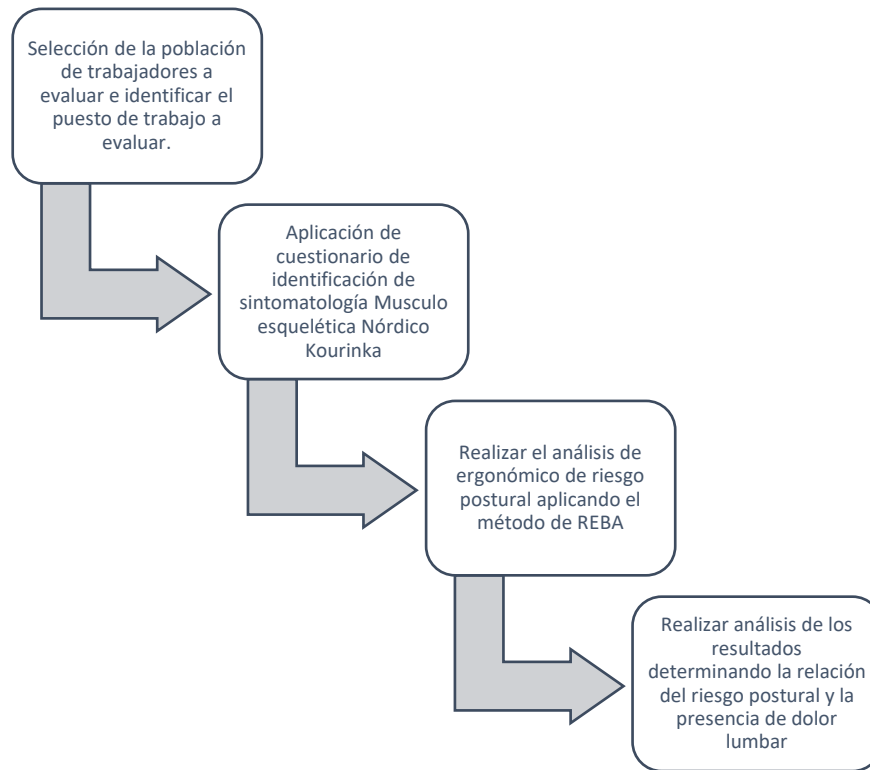 Selección de la población
de trabajadores a
evaluar e identificar el
puesto de trabajo a
evaluar.
Aplicación de
cuestionario de
identificación de
sintomatología Musculo
esquelética Nórdico
Kourinka
Realizar el análisis de
ergonómico de riesgo
postural aplicando el
método de REBA
Realizar análisis de los
resultados
determinando la relación
del riesgo postural y la
presencia de dolor
lumbar